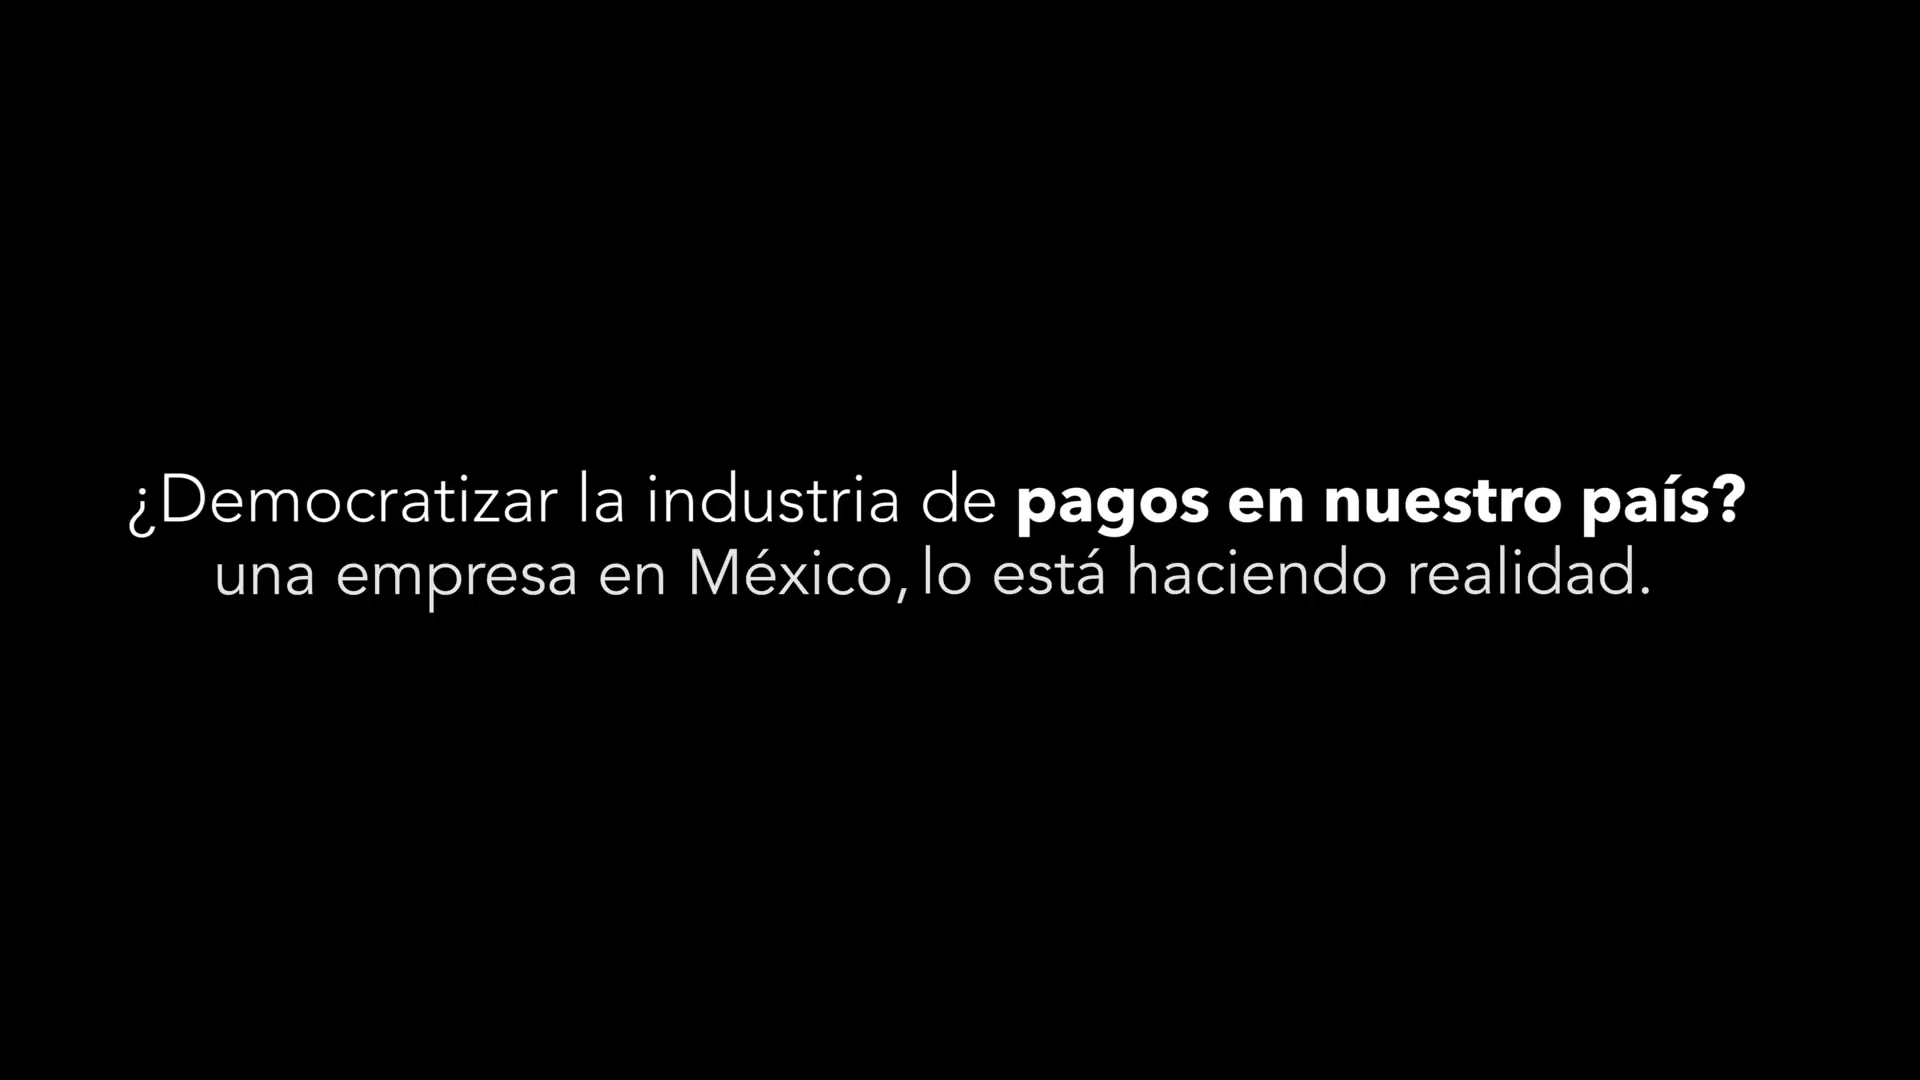 ¿Democratizar la industria de pagos en nuestro país?
una empresa en México, lo está haciendo realidad.